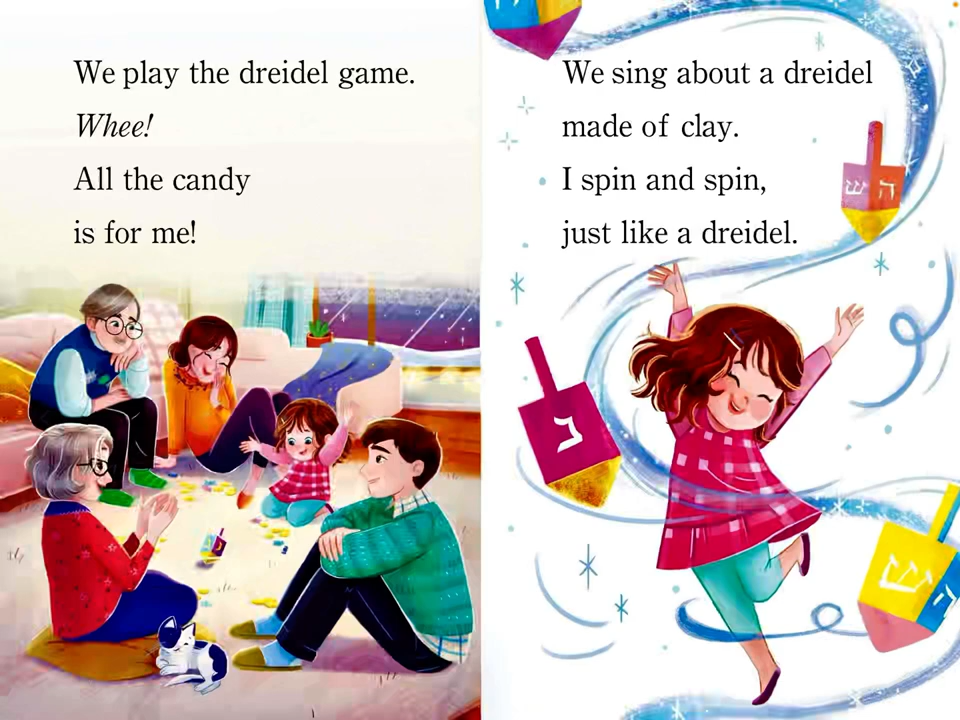 We play the dreidel game.
Whee!
All the candy
is for me!
We sing about a dreidel
made of clay.
I spin and spin,
just like a dreidel.
ש ה
נ
ש